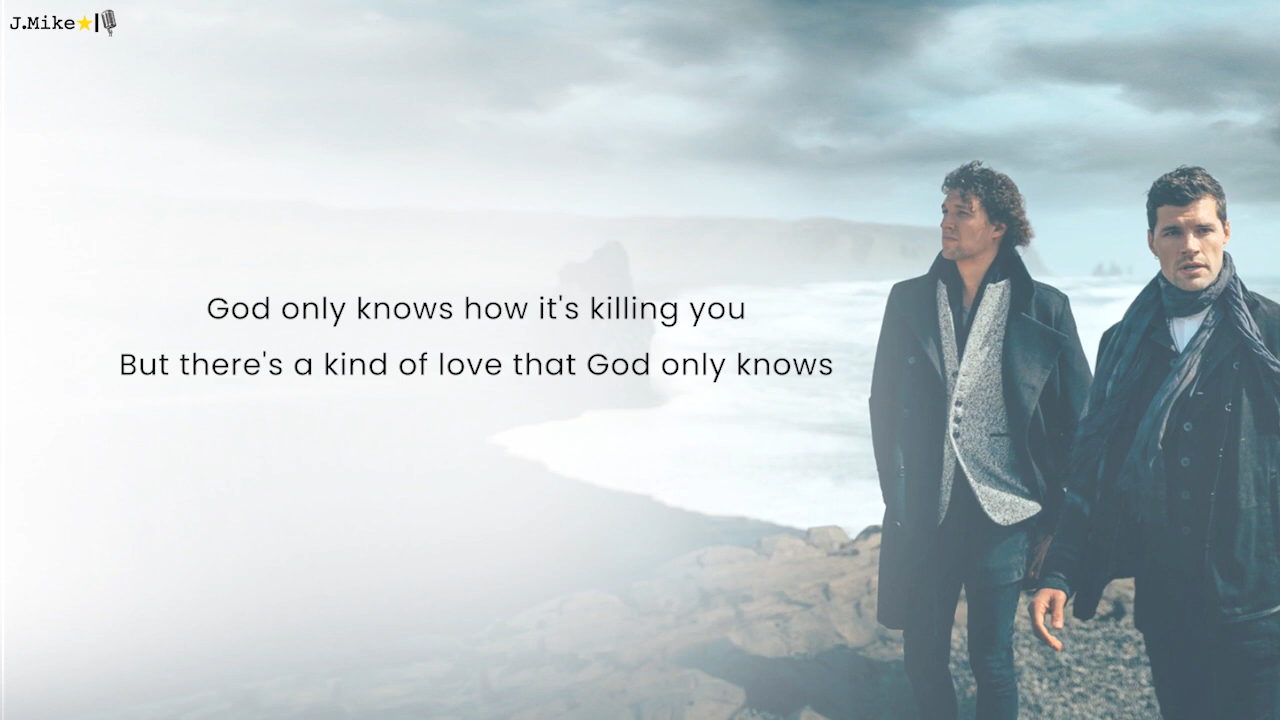 J.Mike
God only knows how it's killing you
But there's a kind of love that God only knows